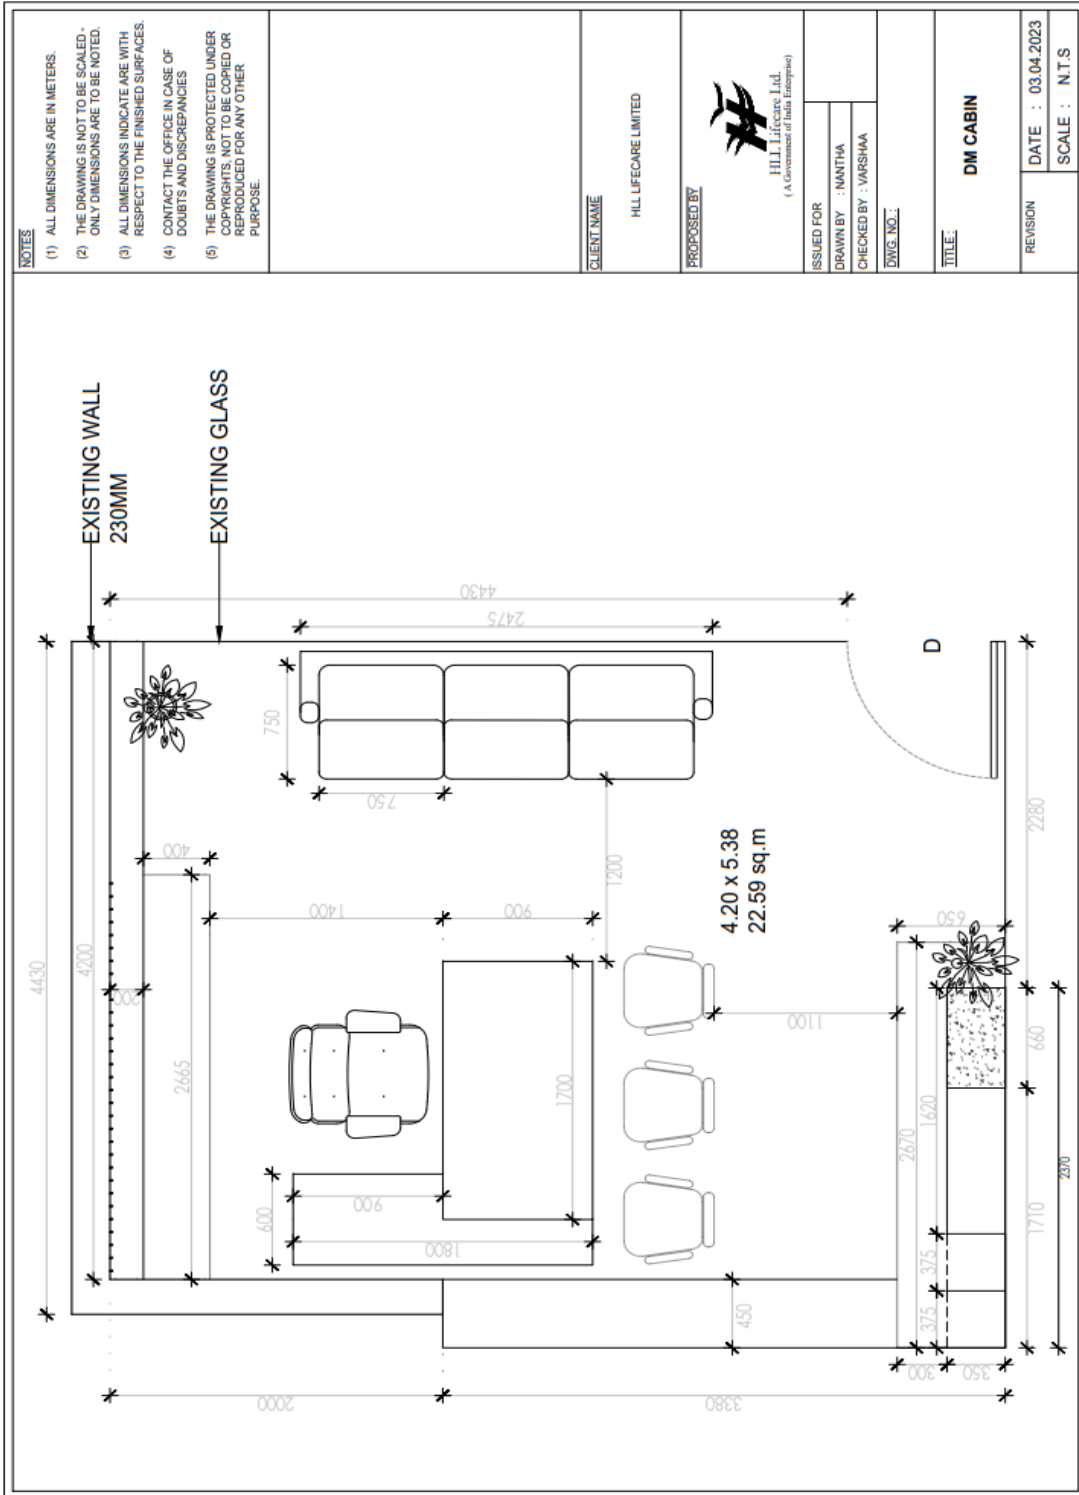 NOTES
(1) ALL DIMENSIONS ARE IN METERS.
(2) THE DRAWING IS NOT TO BE SCALED -
ONLY DIMENSIONS ARE TO BE NOTED.
(3) ALL DIMENSIONS INDICATE ARE WITH
RESPECT TO THE FINISHED SURFACES.
(4) CONTACT THE OFFICE IN CASE OF
DOUBTS AND DISCREPANCIES
(5) THE DRAWING IS PROTECTED UNDER
COPYRIGHTS, NOT TO BE COPIED OR
REPRODUCED FOR ANY OTHER
PURPOSE.
CLIENT NAME
HLL LIFECARE LIMITED
PROPOSED BY
HLL Lifecare Ltd.
( A Government of India Enterprise)
ISSUED FOR
DRAWN BY : NANTHA
CHECKED BY : VARSHAA
DWG. NO. :
TITLE :
DM CABIN
REVISION
DATE : 03.04.2023
SCALE : N.T.S
EXISTING WALL
230MM
EXISTING GLASS
4430
4200
4430
2475
750
750
400
200
2665
1400
900
1200
1700
600
900
1800
4.20 x 5.38
22.59 sq.m
D
1100
650
450
2670
1620
375
375
300
350
2280
660
1710
2370
2000
3380